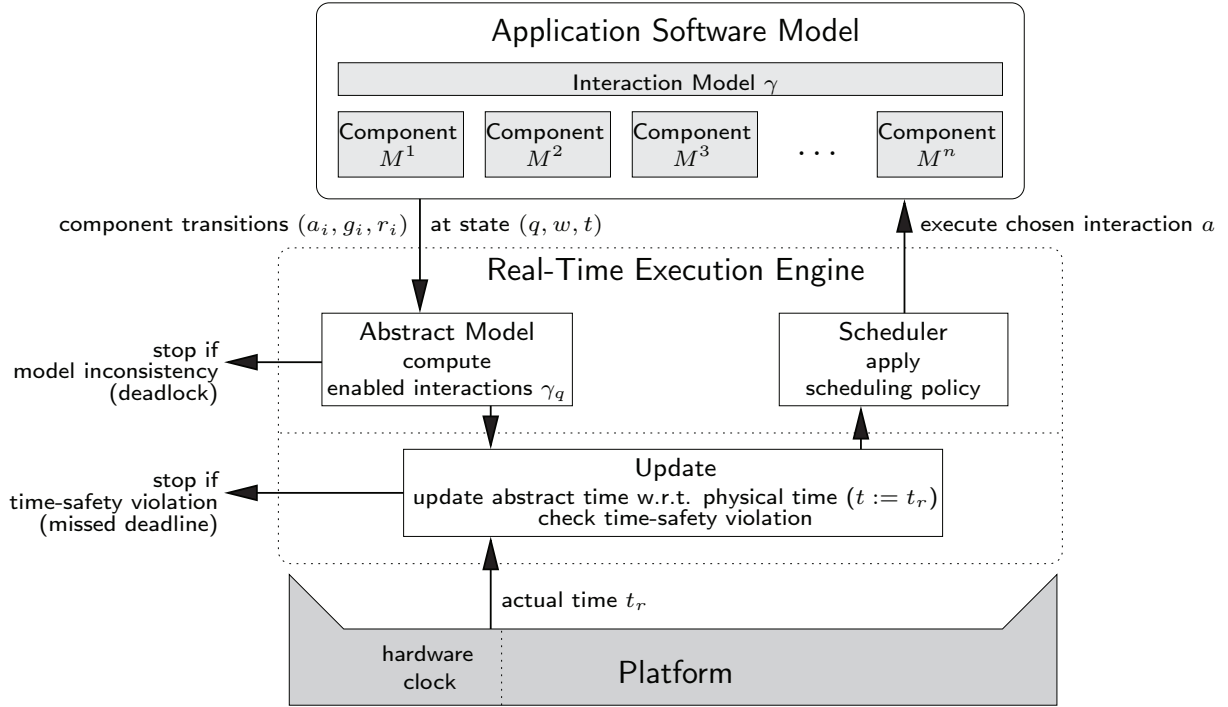 Application Software Model
Interaction Model γ
Component
M¹
Component
M²
Component
M³
. . .
Component
Mⁿ
component transitions (aᵢ, gᵢ, rᵢ) at state (q, w, t)
execute chosen interaction a
Real-Time Execution Engine
Abstract Model
compute
enabled interactions γ_q
Scheduler
apply
scheduling policy
stop if
model inconsistency
(deadlock)
Update
update abstract time w.r.t. physical time (t := tᵣ)
check time-safety violation
stop if
time-safety violation
(missed deadline)
actual time tᵣ
hardware
clock
Platform